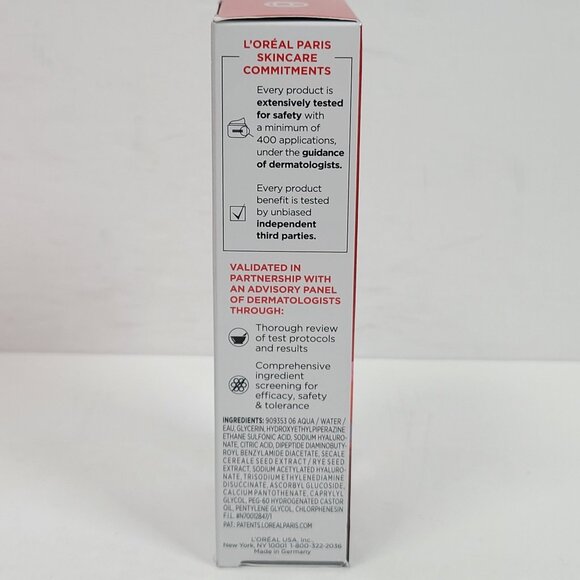 L'ORÉAL PARIS
SKINCARE
COMMITMENTS
Every product is
extensively tested
for safety with
a minimum of
400 applications,
under the guidance
of dermatologists.
Every product
benefit is tested
by unbiased
independent
third parties.
VALIDATED IN
PARTNERSHIP WITH
AN ADVISORY PANEL
OF DERMATOLOGISTS
THROUGH:
Thorough review
of test protocols
and results
Comprehensive
ingredient
screening for
efficacy, safety
& tolerance
INGREDIENTS: 909353 06 AQUA / WATER /
EAU, GLYCERIN, HYDROXYETHYLPIPERAZINE
ETHANE SULFONIC ACID, SODIUM HYALURO-
NATE, CITRIC ACID, DIPEPTIDE DIAMINOBUTY-
ROYL BENZYLAMIDE DIACETATE, SECALE
CEREALE SEED EXTRACT / RYE SEED
EXTRACT, SODIUM ACETYLATED HYALURO-
NATE, TRISODIUM ETHYLENEDIAMINE
DISUCCINATE, ASCORBYL GLUCOSIDE,
CALCIUM PANTOTHENATE, CAPRYLYL
GLYCOL, PEG-60 HYDROGENATED CASTOR
OIL, PENTYLENE GLYCOL, CHLORPHENESIN
F.I.L. #N70012847/1
PAT.: PATENTS.LOREALPARIS.COM
L'ORÉAL USA, Inc.,
New York, NY 10001 1-800-322-2036
Made in Germany